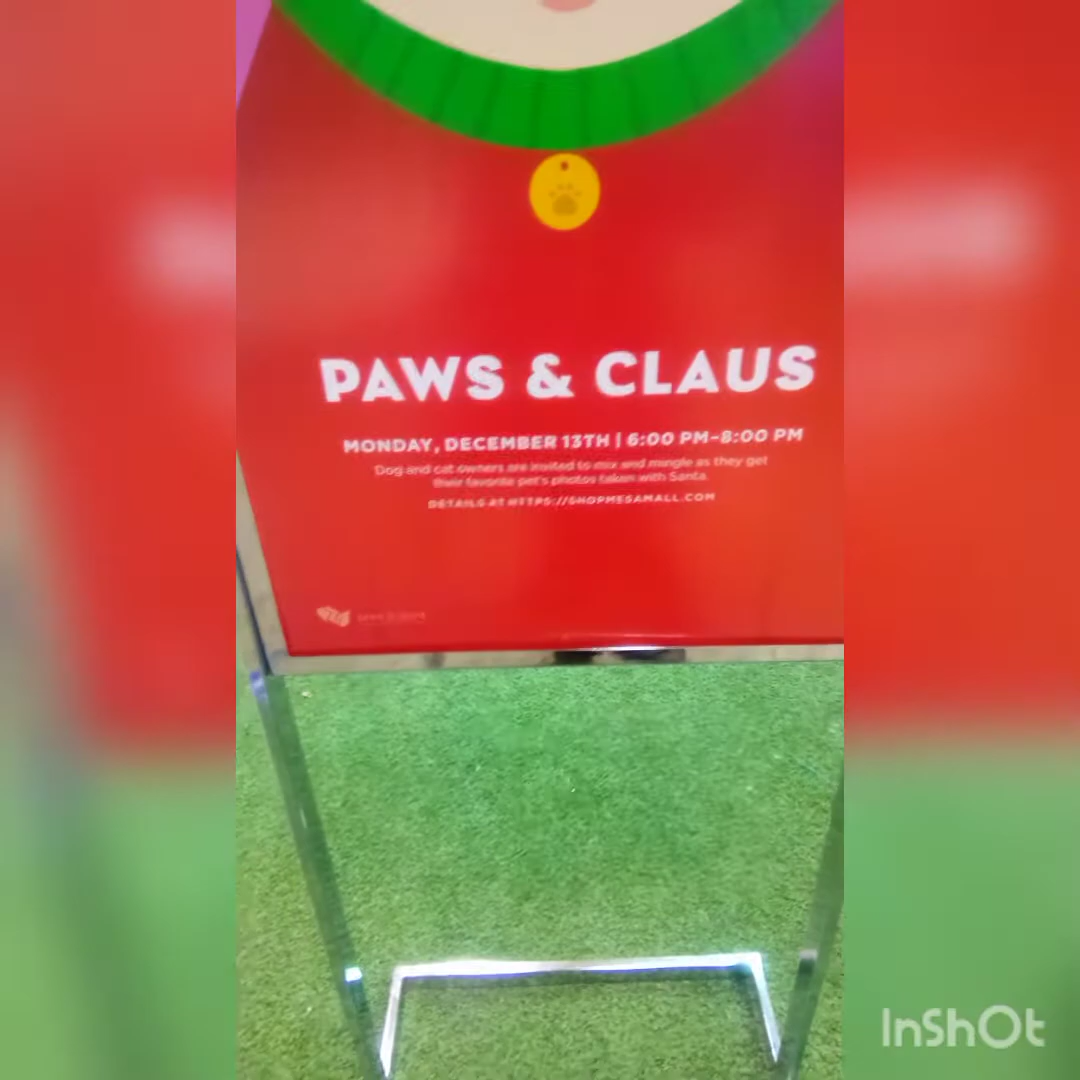 PAWS & CLAUS
MONDAY, DECEMBER 13TH | 6:00 PM-8:00 PM
Dog and cat owners are invited to mix and mingle as they get
their favorite pet's photos taken with Santa.
DETAILS AT HTTPS://SHOPMESAMALL.COM
InShOt